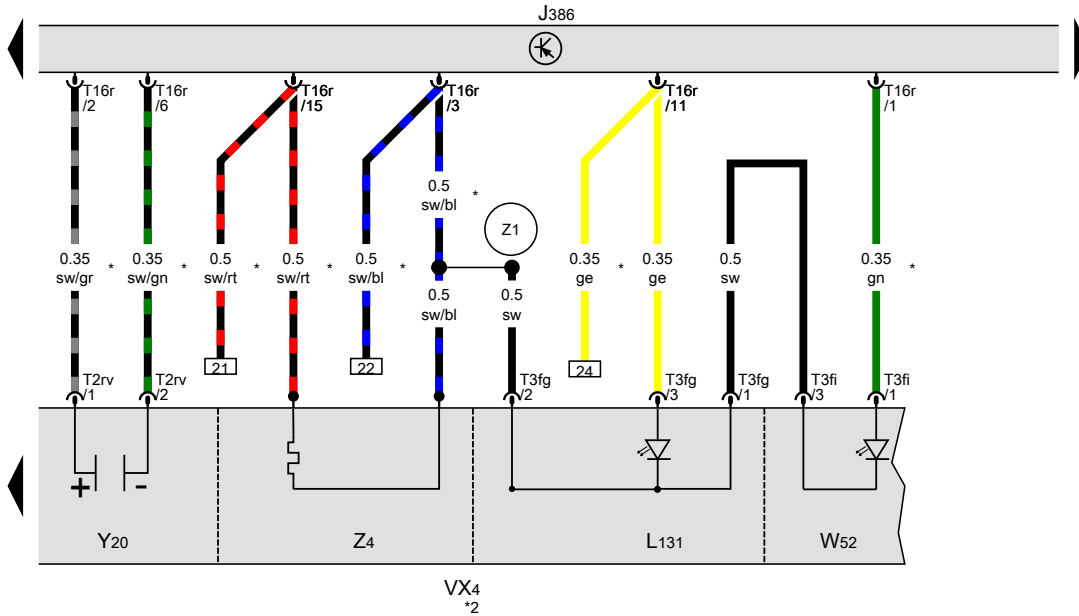 J386
T16r /2
T16r /6
T16r /15
T16r /3
T16r /11
T16r /1
0.5 sw/bl *
Z1
0.35 sw/gr *
0.35 sw/gn *
0.5 sw/rt *
0.5 sw/rt
0.5 sw/bl *
0.5 sw/bl
0.5 sw
0.35 ge *
0.35 ge
0.5 sw
0.35 gn *
21
22
24
T2rv /1
T2rv /2
T3fg /2
T3fg /3
T3fg /1
T3fi /3
T3fi /1
+ -
Y20
Z4
L131
W52
VX4
*2